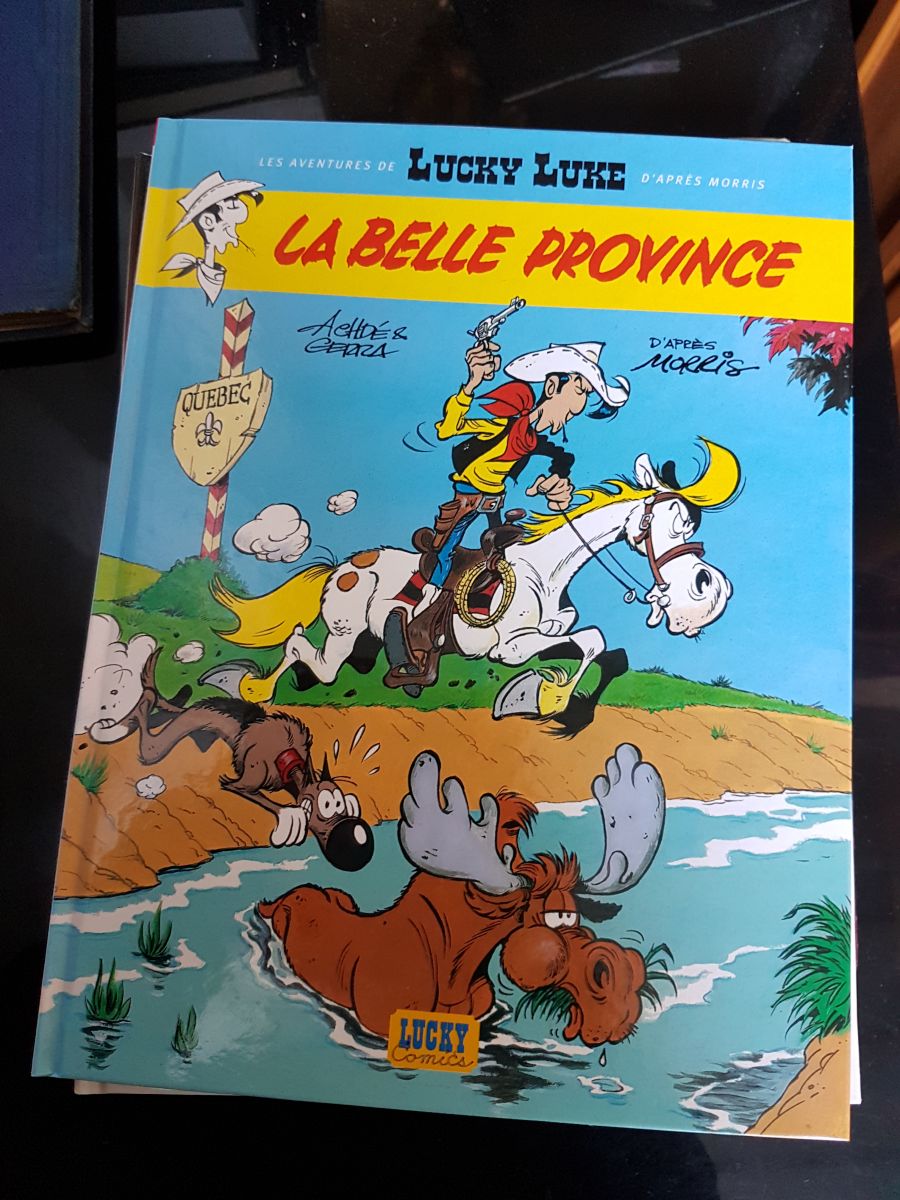 LES AVENTURES DE LUCKY LUKE D'APRÈS MORRIS
LA BELLE PROVINCE
ACHDÉ & GERRA
D'APRÈS MORRIS
QUEBEC
LUCKY
Comics